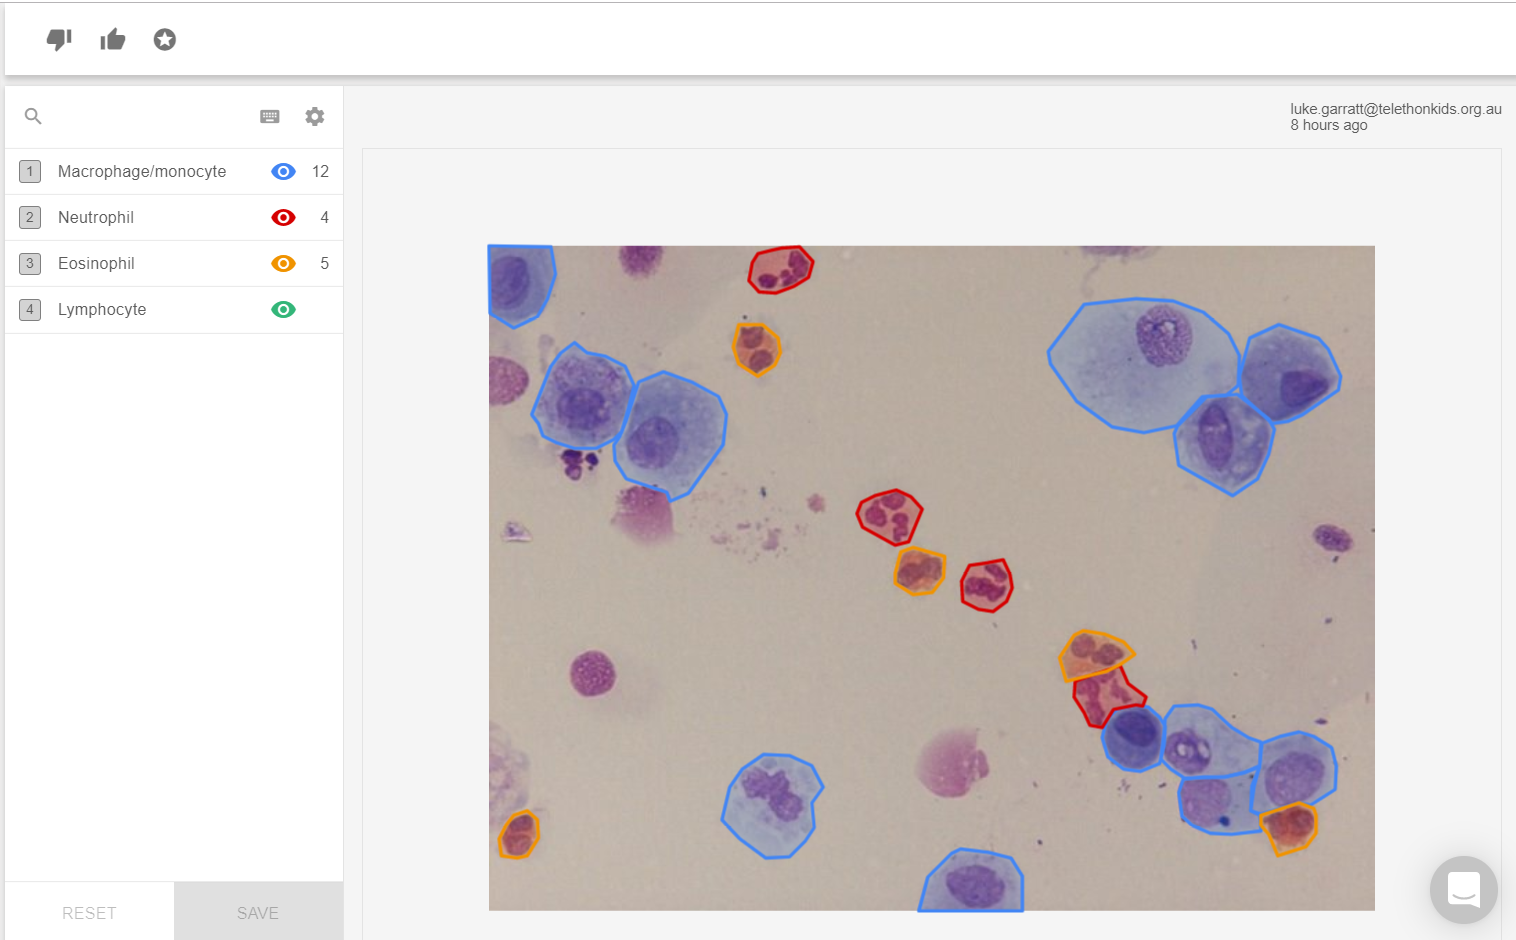 luke.garratt@telethonkids.org.au
8 hours ago
1 Macrophage/monocyte 12
2 Neutrophil 4
3 Eosinophil 5
4 Lymphocyte
RESET SAVE